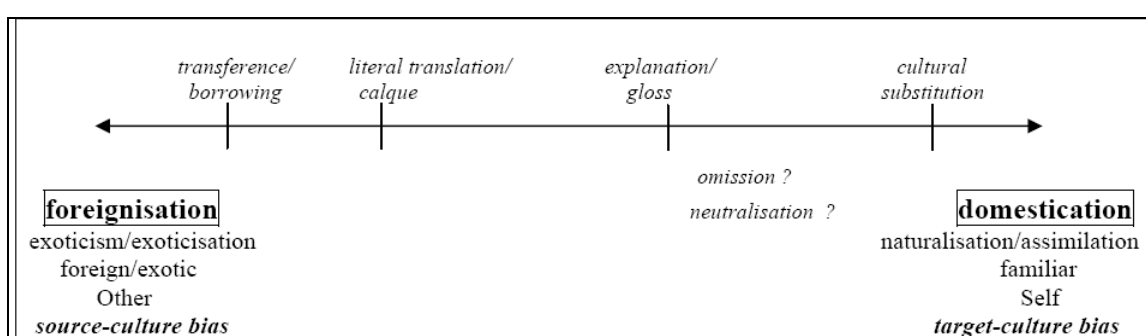 transference/ literal translation/ explanation/ cultural
borrowing calque gloss substitution
omission ?
neutralisation ?
foreignisation domestication
exoticism/exoticisation naturalisation/assimilation
foreign/exotic familiar
Other Self
source-culture bias target-culture bias